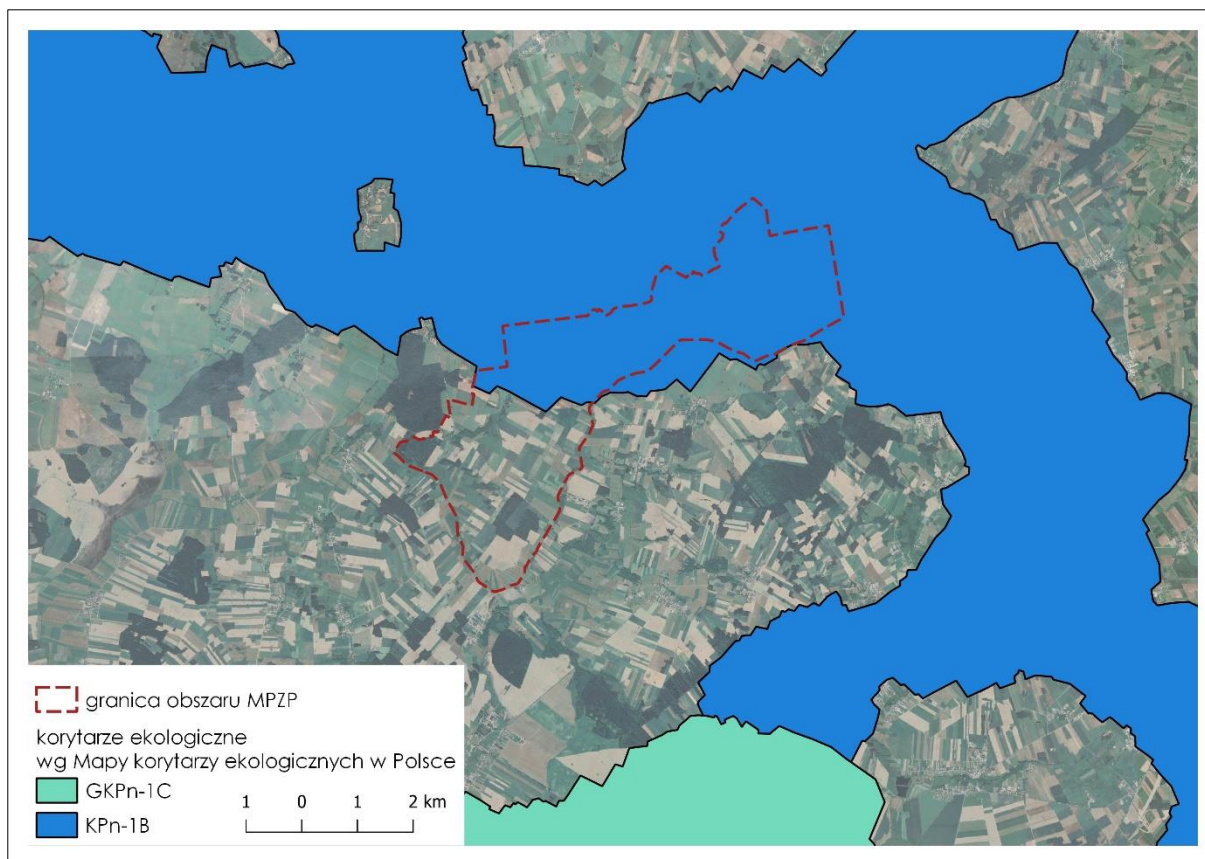 granica obszaru MPZP
korytarze ekologiczne
wg Mapy korytarzy ekologicznych w Polsce
GKPn-1C
KPn-1B
1 0 1 2 km